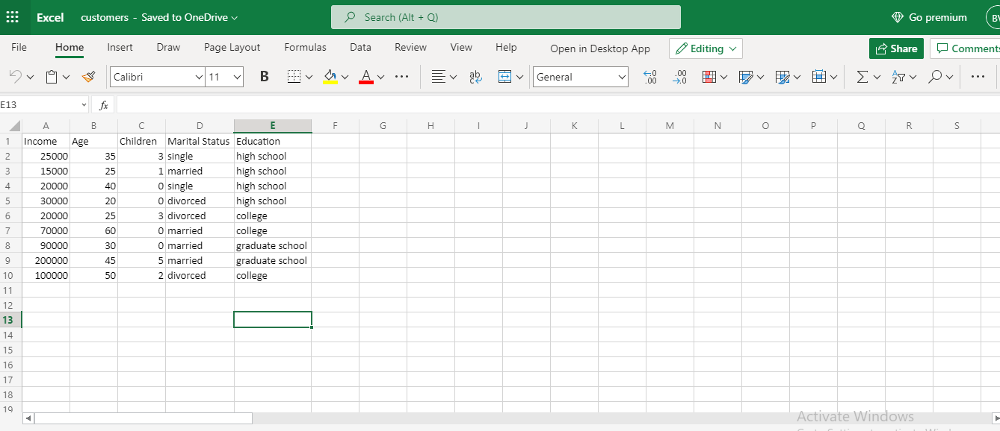 Excel customers - Saved to OneDrive Search (Alt + Q) Go premium BV
File Home Insert Draw Page Layout Formulas Data Review View Help Open in Desktop App Editing Share Comments
Calibri 11 B A ab General .00 .00
E13 fx
A B C D E F G H I J K L M N O P Q R S
1 Income Age Children Marital Status Education
2 25000 35 3 single high school
3 15000 25 1 married high school
4 20000 40 0 single high school
5 30000 20 0 divorced high school
6 20000 25 3 divorced college
7 70000 60 0 married college
8 90000 30 0 married graduate school
9 200000 45 5 married graduate school
10 100000 50 2 divorced college
11
12
13
14
15
16
17
18
19
Activate Windows